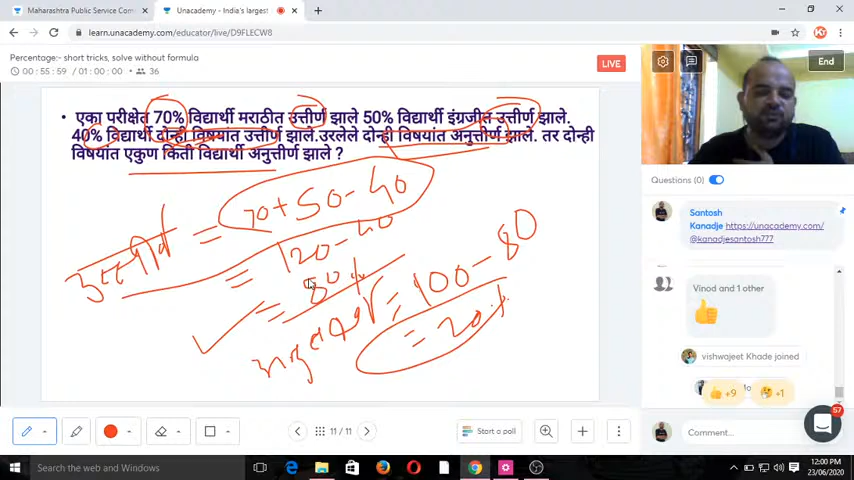 Maharashtra Public Service Com
Unacademy - India's largest
learn.unacademy.com/educator/live/D9FLECW8
Percentage:- short tricks, solve without formula
00 : 55 : 59 / 01 : 00 : 00 • 36
LIVE
End
• एका परीक्षेत 70% विद्यार्थी मराठीत उत्तीर्ण झाले 50% विद्यार्थी इंग्रजीत उत्तीर्ण झाले.
40% विद्यार्थी दोन्ही विषयात उत्तीर्ण झाले.उरलेले दोन्ही विषयांत अनुत्तीर्ण झाले. तर दोन्ही
विषयांत एकुण किती विद्यार्थी अनुत्तीर्ण झाले ?
उत्तीर्ण = 70+50-40
= 120-40
= 80%
अनुत्तीर्ण = 100-80
= 20%
Questions (0)
Santosh
Kanadje https://unacademy.com/
@kanadjesantosh777
Vinod and 1 other
vishwajeet Khade joined
+9
+1
57
11 / 11
Start a poll
Comment...
Search the web and Windows
12:00 PM
23/06/2020